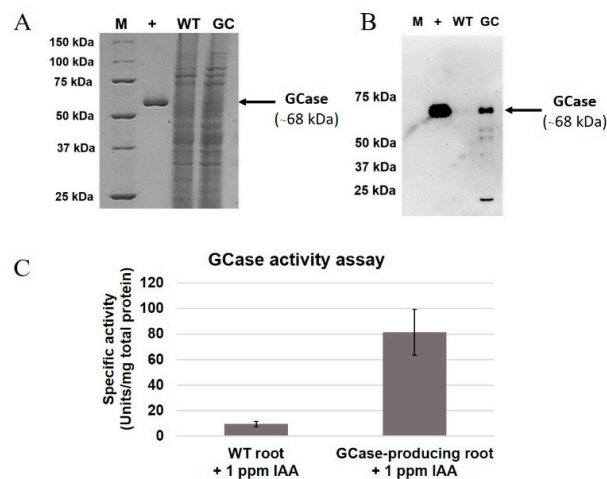 A
M + WT GC
150 kDa
100 kDa
75 kDa
50 kDa
37 kDa
25 kDa
GCase
(~68 kDa)
B
M + WT GC
75 kDa
50 kDa
37 kDa
25 kDa
GCase
(~68 kDa)
C
GCase activity assay
Specific activity
(Units/mg total protein)
120
100
80
60
40
20
0
WT root
+ 1 ppm IAA
GCase-producing root
+ 1 ppm IAA